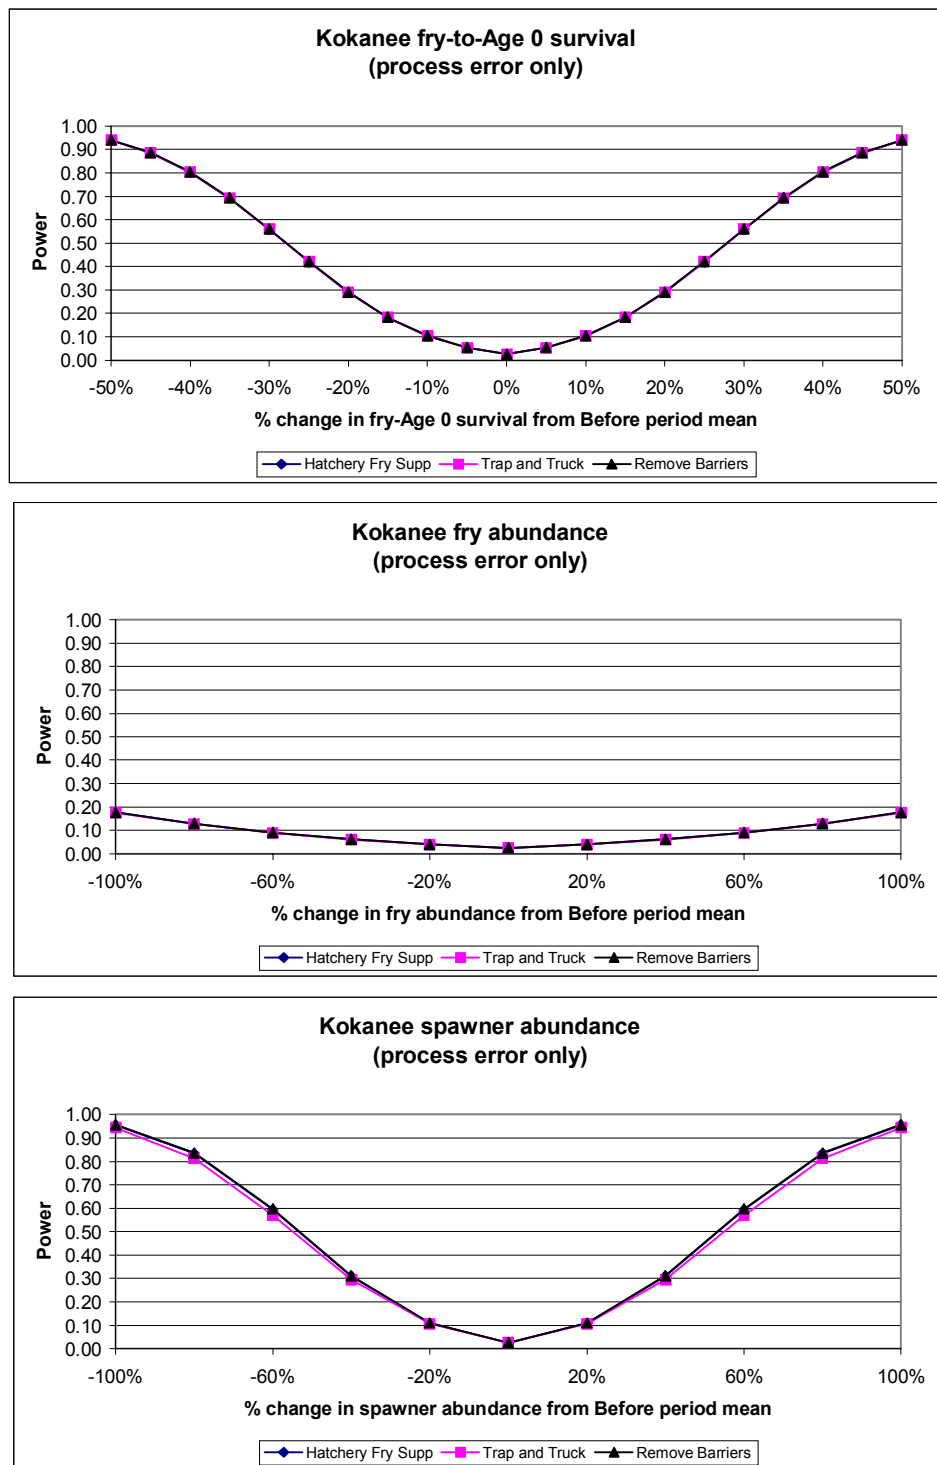 Kokanee fry-to-Age 0 survival
(process error only)
1.00
0.90
0.80
0.70
0.60
0.50
0.40
0.30
0.20
0.10
0.00
Power
-50% -40% -30% -20% -10% 0% 10% 20% 30% 40% 50%
% change in fry-Age 0 survival from Before period mean
Hatchery Fry Supp Trap and Truck Remove Barriers
Kokanee fry abundance
(process error only)
1.00
0.90
0.80
0.70
0.60
0.50
0.40
0.30
0.20
0.10
0.00
Power
-100% -60% -20% 20% 60% 100%
% change in fry abundance from Before period mean
Hatchery Fry Supp Trap and Truck Remove Barriers
Kokanee spawner abundance
(process error only)
1.00
0.90
0.80
0.70
0.60
0.50
0.40
0.30
0.20
0.10
0.00
Power
-100% -60% -20% 20% 60% 100%
% change in spawner abundance from Before period mean
Hatchery Fry Supp Trap and Truck Remove Barriers